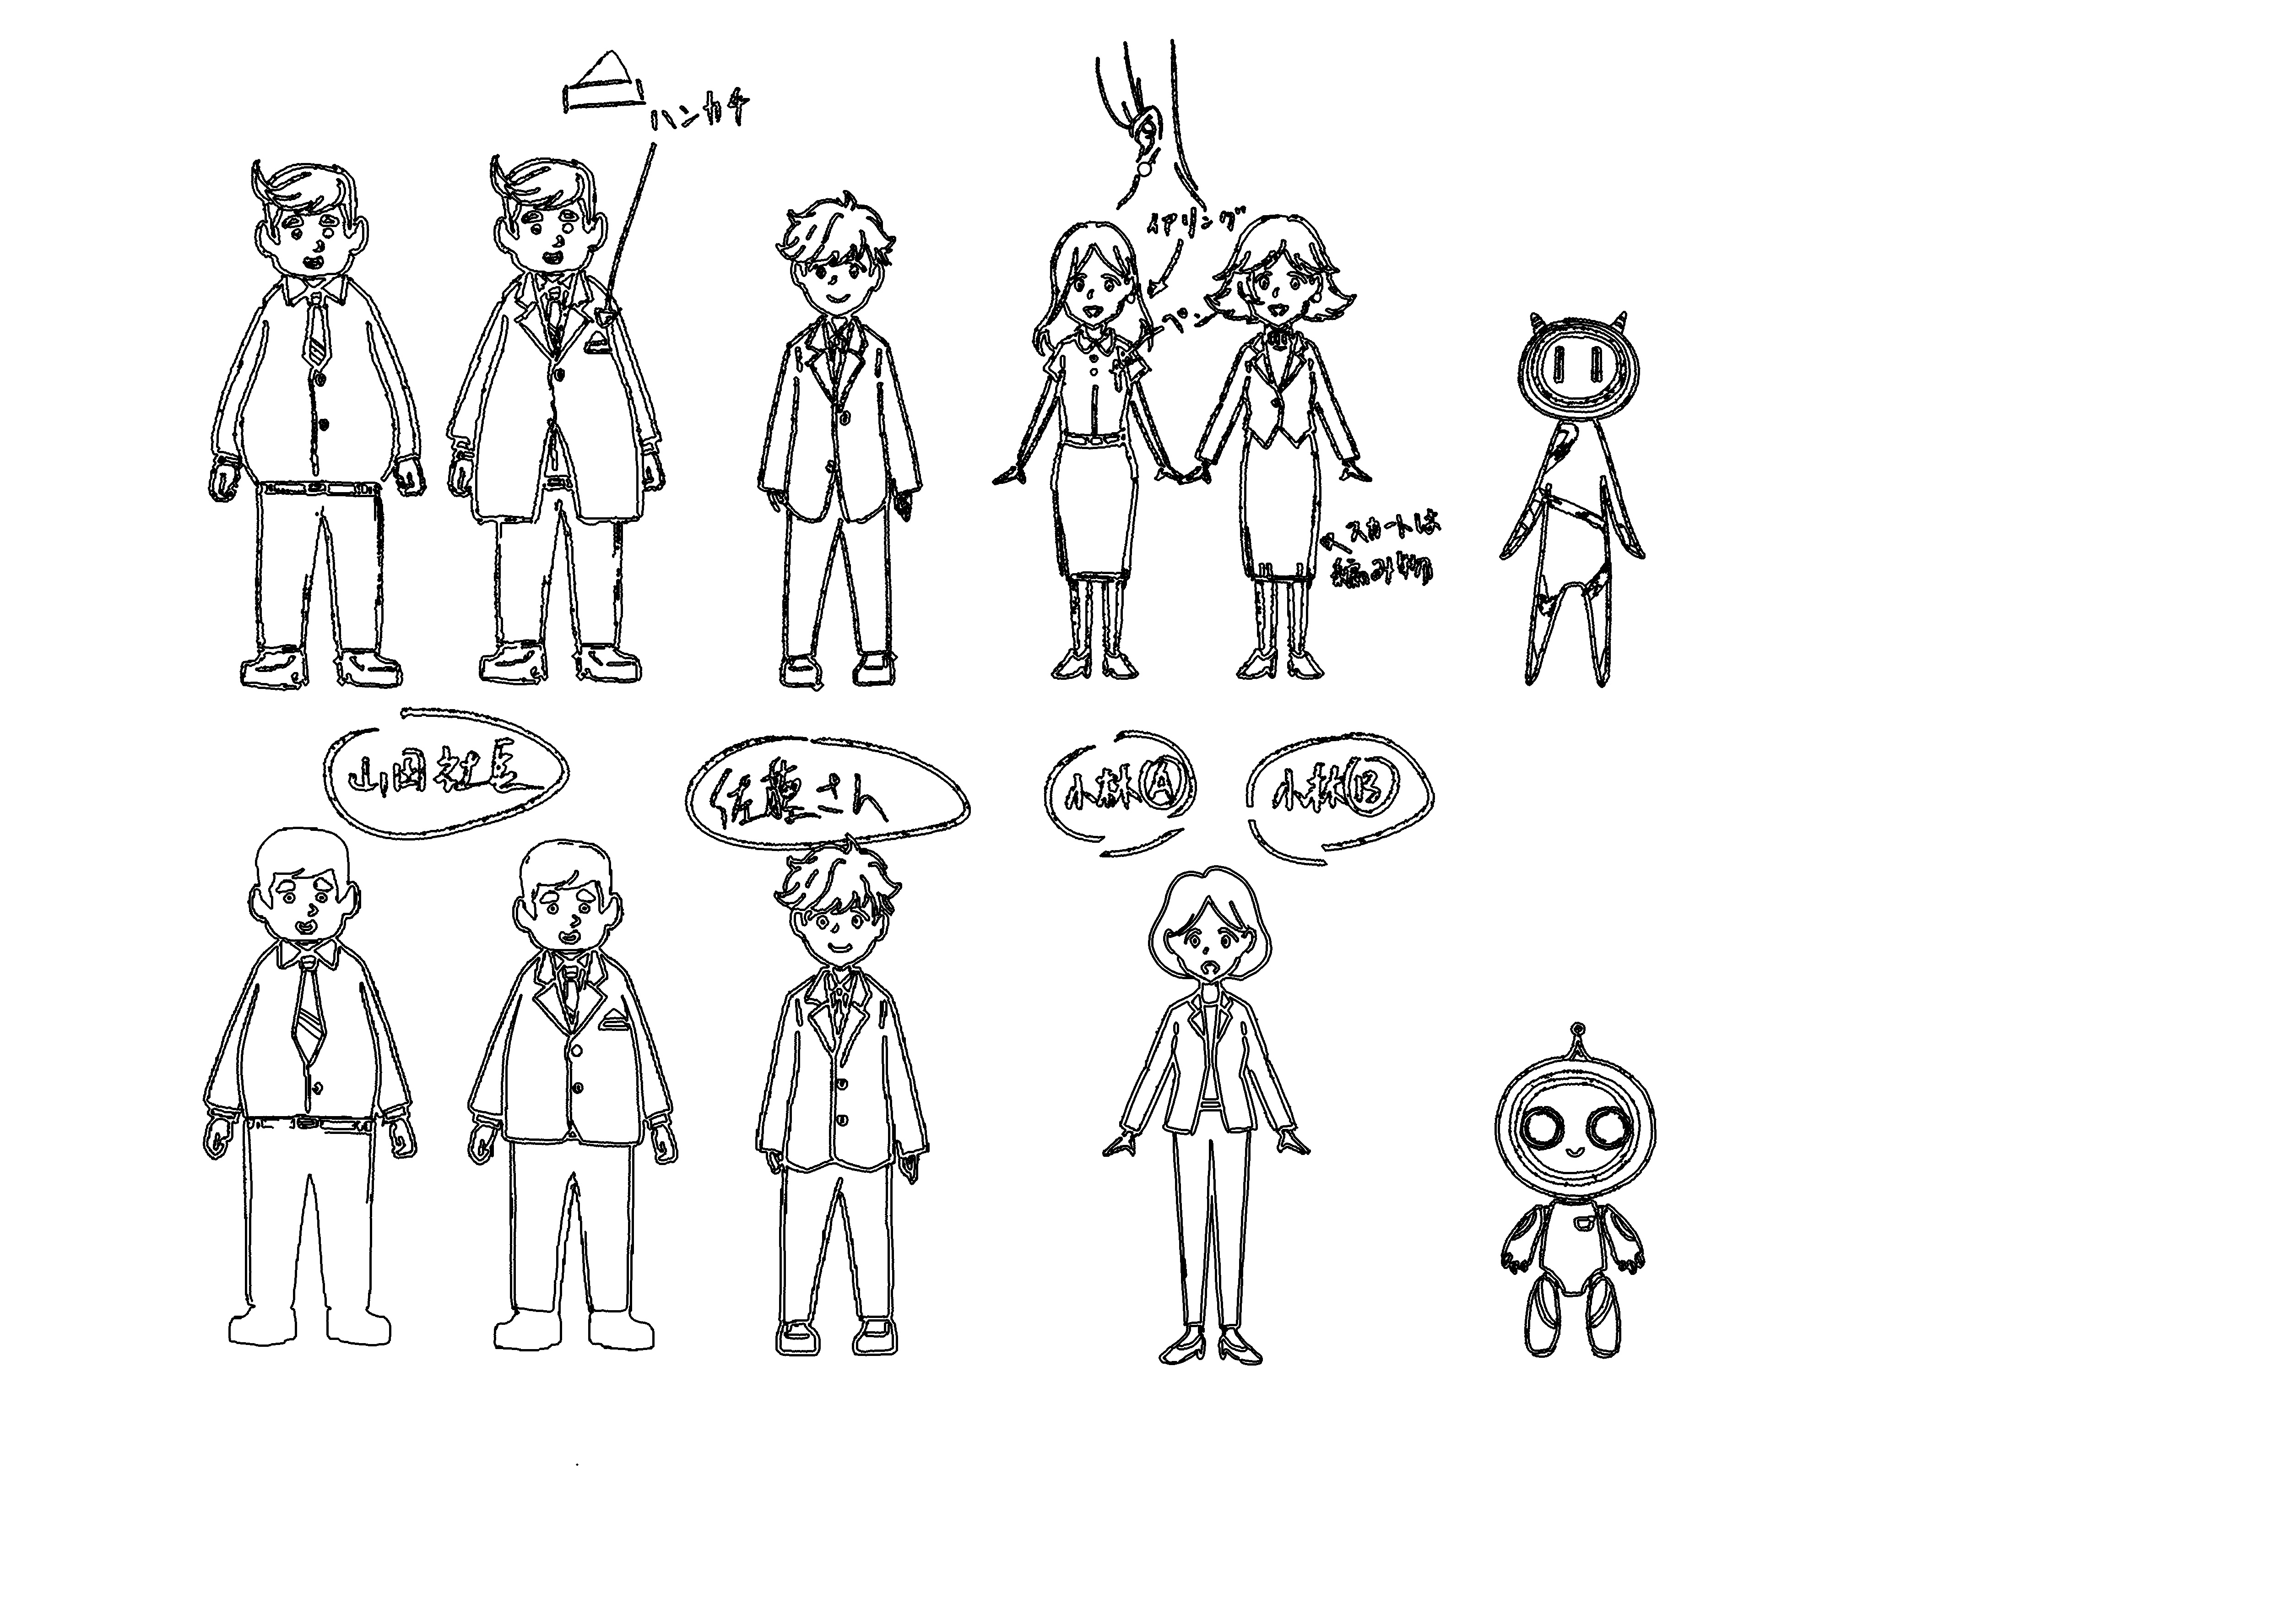 ハンカチ
イアリング
ペン
スカートは
編み物
山田社長
佐藤さん
小林Ⓐ
小林Ⓑ